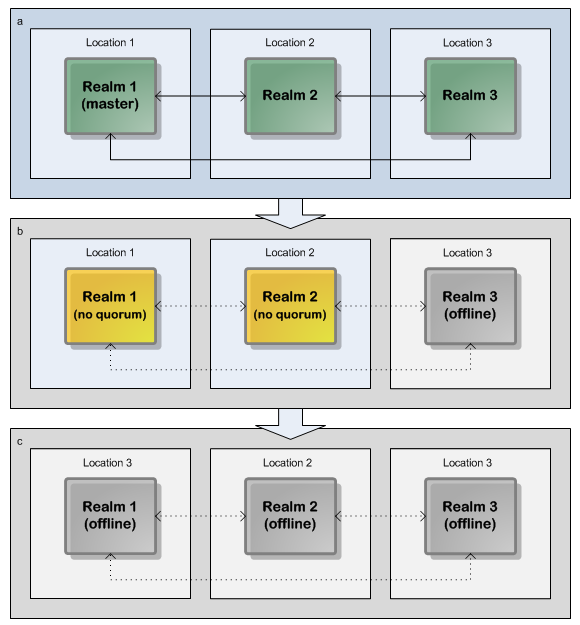 a
Location 1
Location 2
Location 3
Realm 1
(master)
Realm 2
Realm 3
b
Location 1
Location 2
Location 3
Realm 1
(no quorum)
Realm 2
(no quorum)
Realm 3
(offline)
c
Location 3
Location 2
Location 3
Realm 1
(offline)
Realm 2
(offline)
Realm 3
(offline)